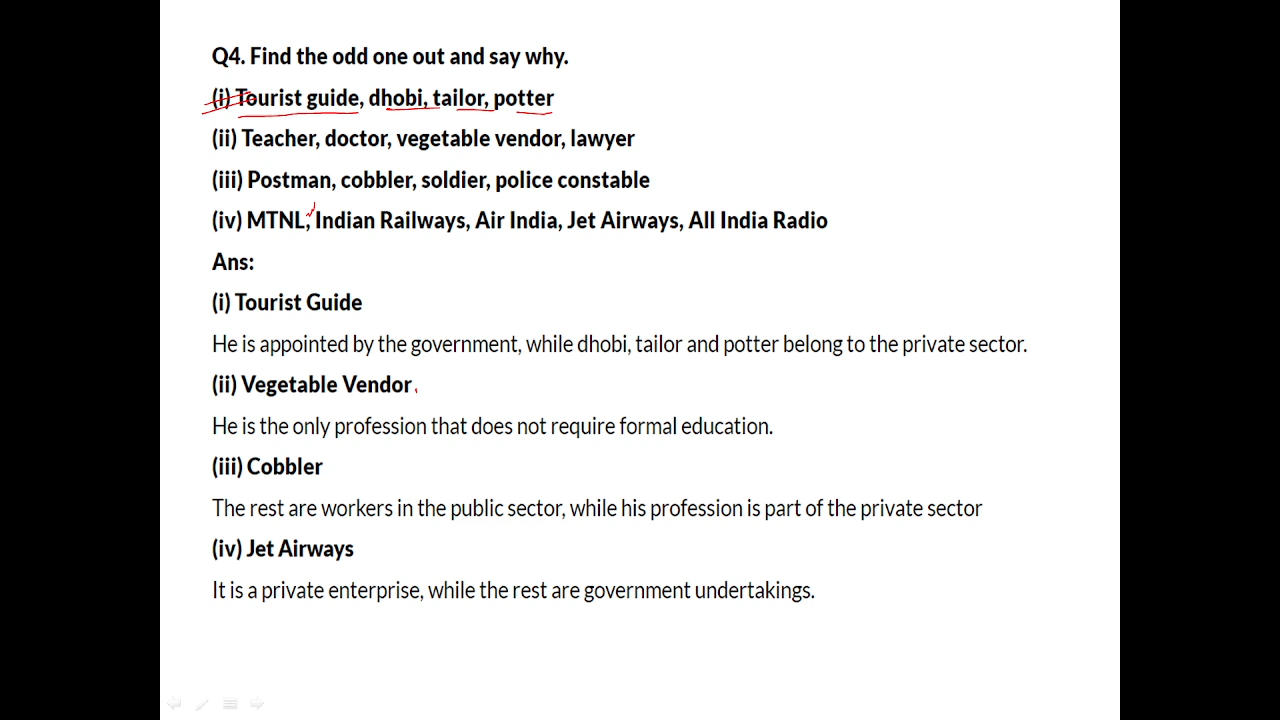 Q4. Find the odd one out and say why.
(i) Tourist guide, dhobi, tailor, potter
(ii) Teacher, doctor, vegetable vendor, lawyer
(iii) Postman, cobbler, soldier, police constable
(iv) MTNL, Indian Railways, Air India, Jet Airways, All India Radio
Ans:
(i) Tourist Guide
He is appointed by the government, while dhobi, tailor and potter belong to the private sector.
(ii) Vegetable Vendor
He is the only profession that does not require formal education.
(iii) Cobbler
The rest are workers in the public sector, while his profession is part of the private sector
(iv) Jet Airways
It is a private enterprise, while the rest are government undertakings.